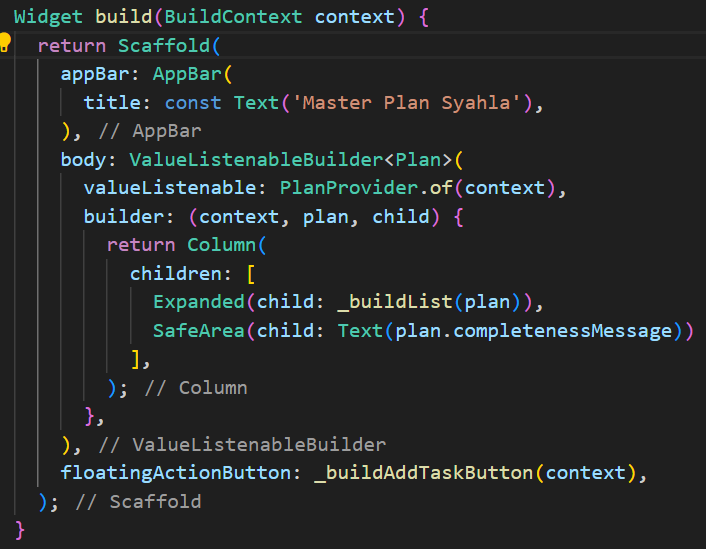 Widget build(BuildContext context) {
return Scaffold(
appBar: AppBar(
title: const Text('Master Plan Syahla'),
), // AppBar
body: ValueListenableBuilder<Plan>(
valueListenable: PlanProvider.of(context),
builder: (context, plan, child) {
return Column(
children: [
Expanded(child: _buildList(plan)),
SafeArea(child: Text(plan.completenessMessage))
],
); // Column
},
), // ValueListenableBuilder
floatingActionButton: _buildAddTaskButton(context),
); // Scaffold
}